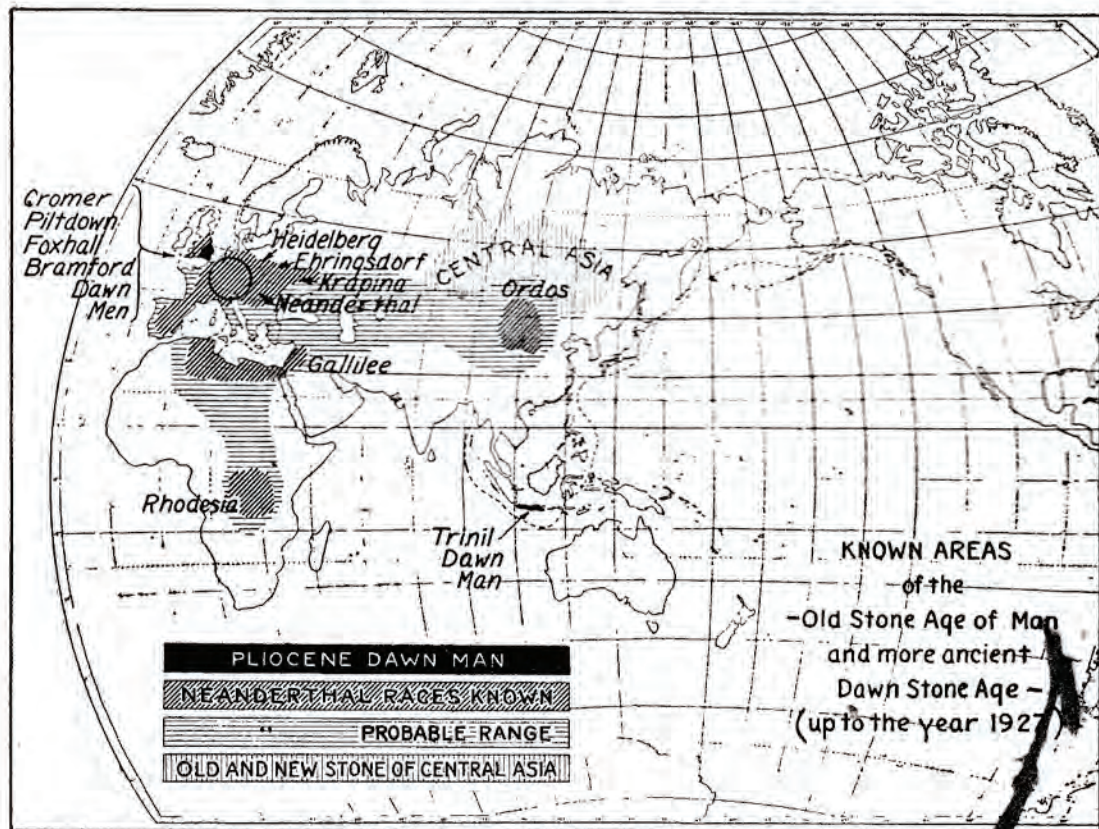 Cromer
Piltdown
Foxhall
Bramford
Dawn
Men
Heidelberg
Ehringsdorf
Krapina
Neanderthal
CENTRAL ASIA
Ordos
Gallilee
Rhodesia
Trinil
Dawn
Man
KNOWN AREAS
of the
-Old Stone Age of Man
and more ancient
Dawn Stone Age -
(up to the year 1927)
PLIOCENE DAWN MAN
NEANDERTHAL RACES KNOWN
" PROBABLE RANGE
OLD AND NEW STONE OF CENTRAL ASIA